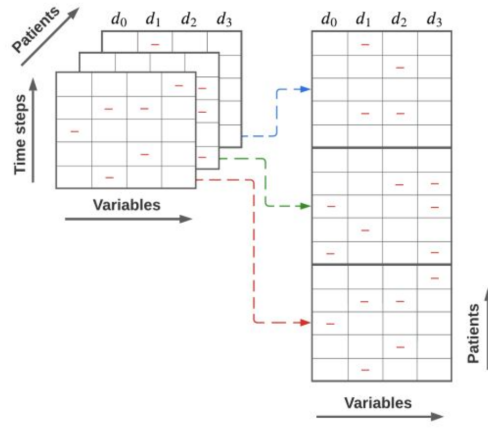 d₀ d₁ d₂ d₃
Patients
Time steps
Variables
d₀ d₁ d₂ d₃
Patients
Variables